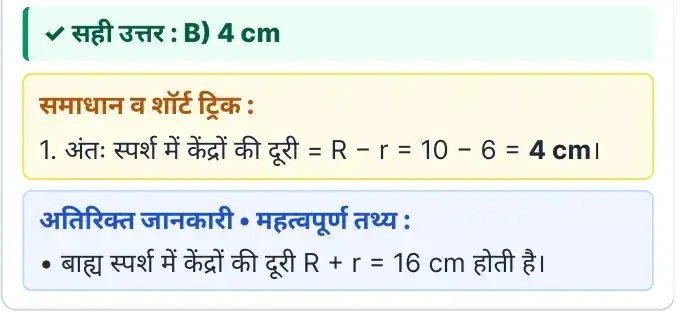 ✓ सही उत्तर : B) 4 cm
समाधान व शॉर्ट ट्रिक :
1. अंतः स्पर्श में केंद्रों की दूरी = R − r = 10 − 6 = 4 cm।
अतिरिक्त जानकारी • महत्वपूर्ण तथ्य :
• बाह्य स्पर्श में केंद्रों की दूरी R + r = 16 cm होती है।